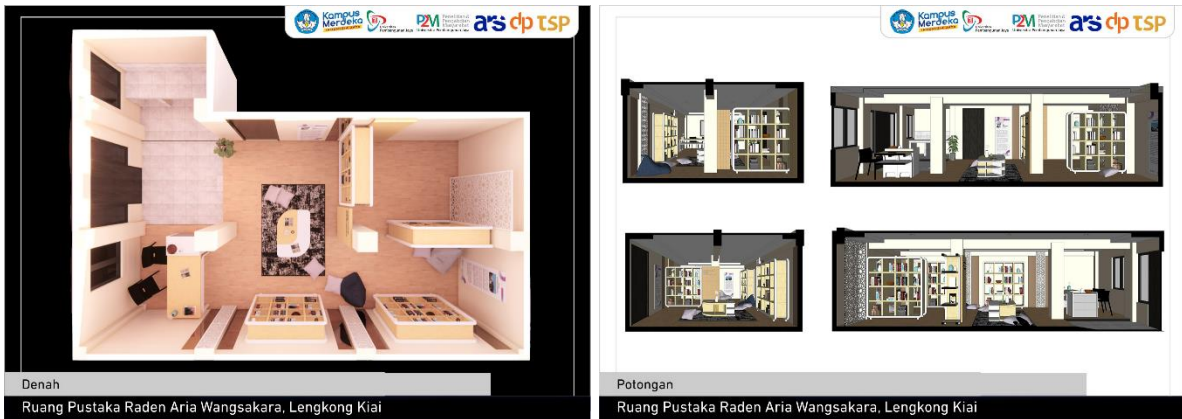 Kampus
Merdeka
P2M
ars dp tsp
Denah
Ruang Pustaka Raden Aria Wangsakara, Lengkong Kiai
Kampus
Merdeka
P2M
ars dp tsp
Potongan
Ruang Pustaka Raden Aria Wangsakara, Lengkong Kiai